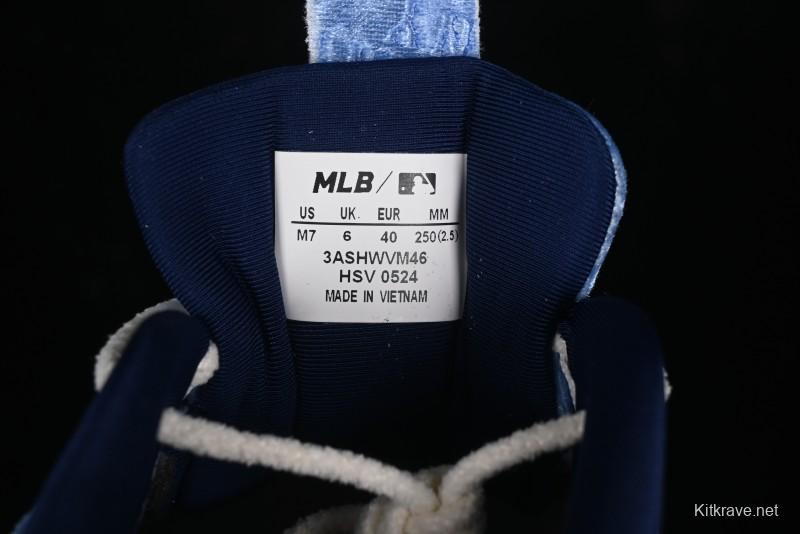 MLB /
US UK. EUR MM
M7 6 40 250(2.5)
3ASHWVM46
HSV 0524
MADE IN VIETNAM
Kitkrave.net